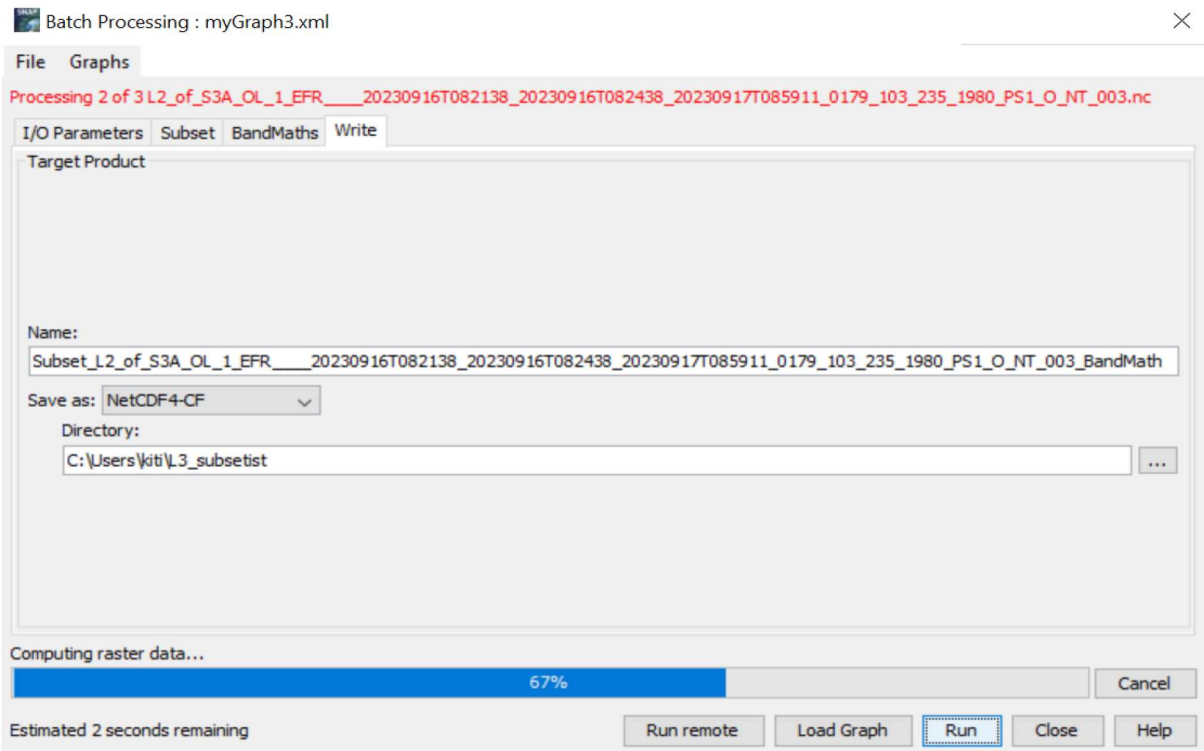 Batch Processing : myGraph3.xml
File Graphs
Processing 2 of 3 L2_of_S3A_OL_1_EFR____20230916T082138_20230916T082438_20230917T085911_0179_103_235_1980_PS1_O_NT_003.nc
I/O Parameters Subset BandMaths Write
Target Product
Name:
Subset_L2_of_S3A_OL_1_EFR____20230916T082138_20230916T082438_20230917T085911_0179_103_235_1980_PS1_O_NT_003_BandMath
Save as: NetCDF4-CF
Directory:
C:\Users\kiti\L3_subsetist
...
Computing raster data...
67%
Cancel
Estimated 2 seconds remaining
Run remote Load Graph Run Close Help